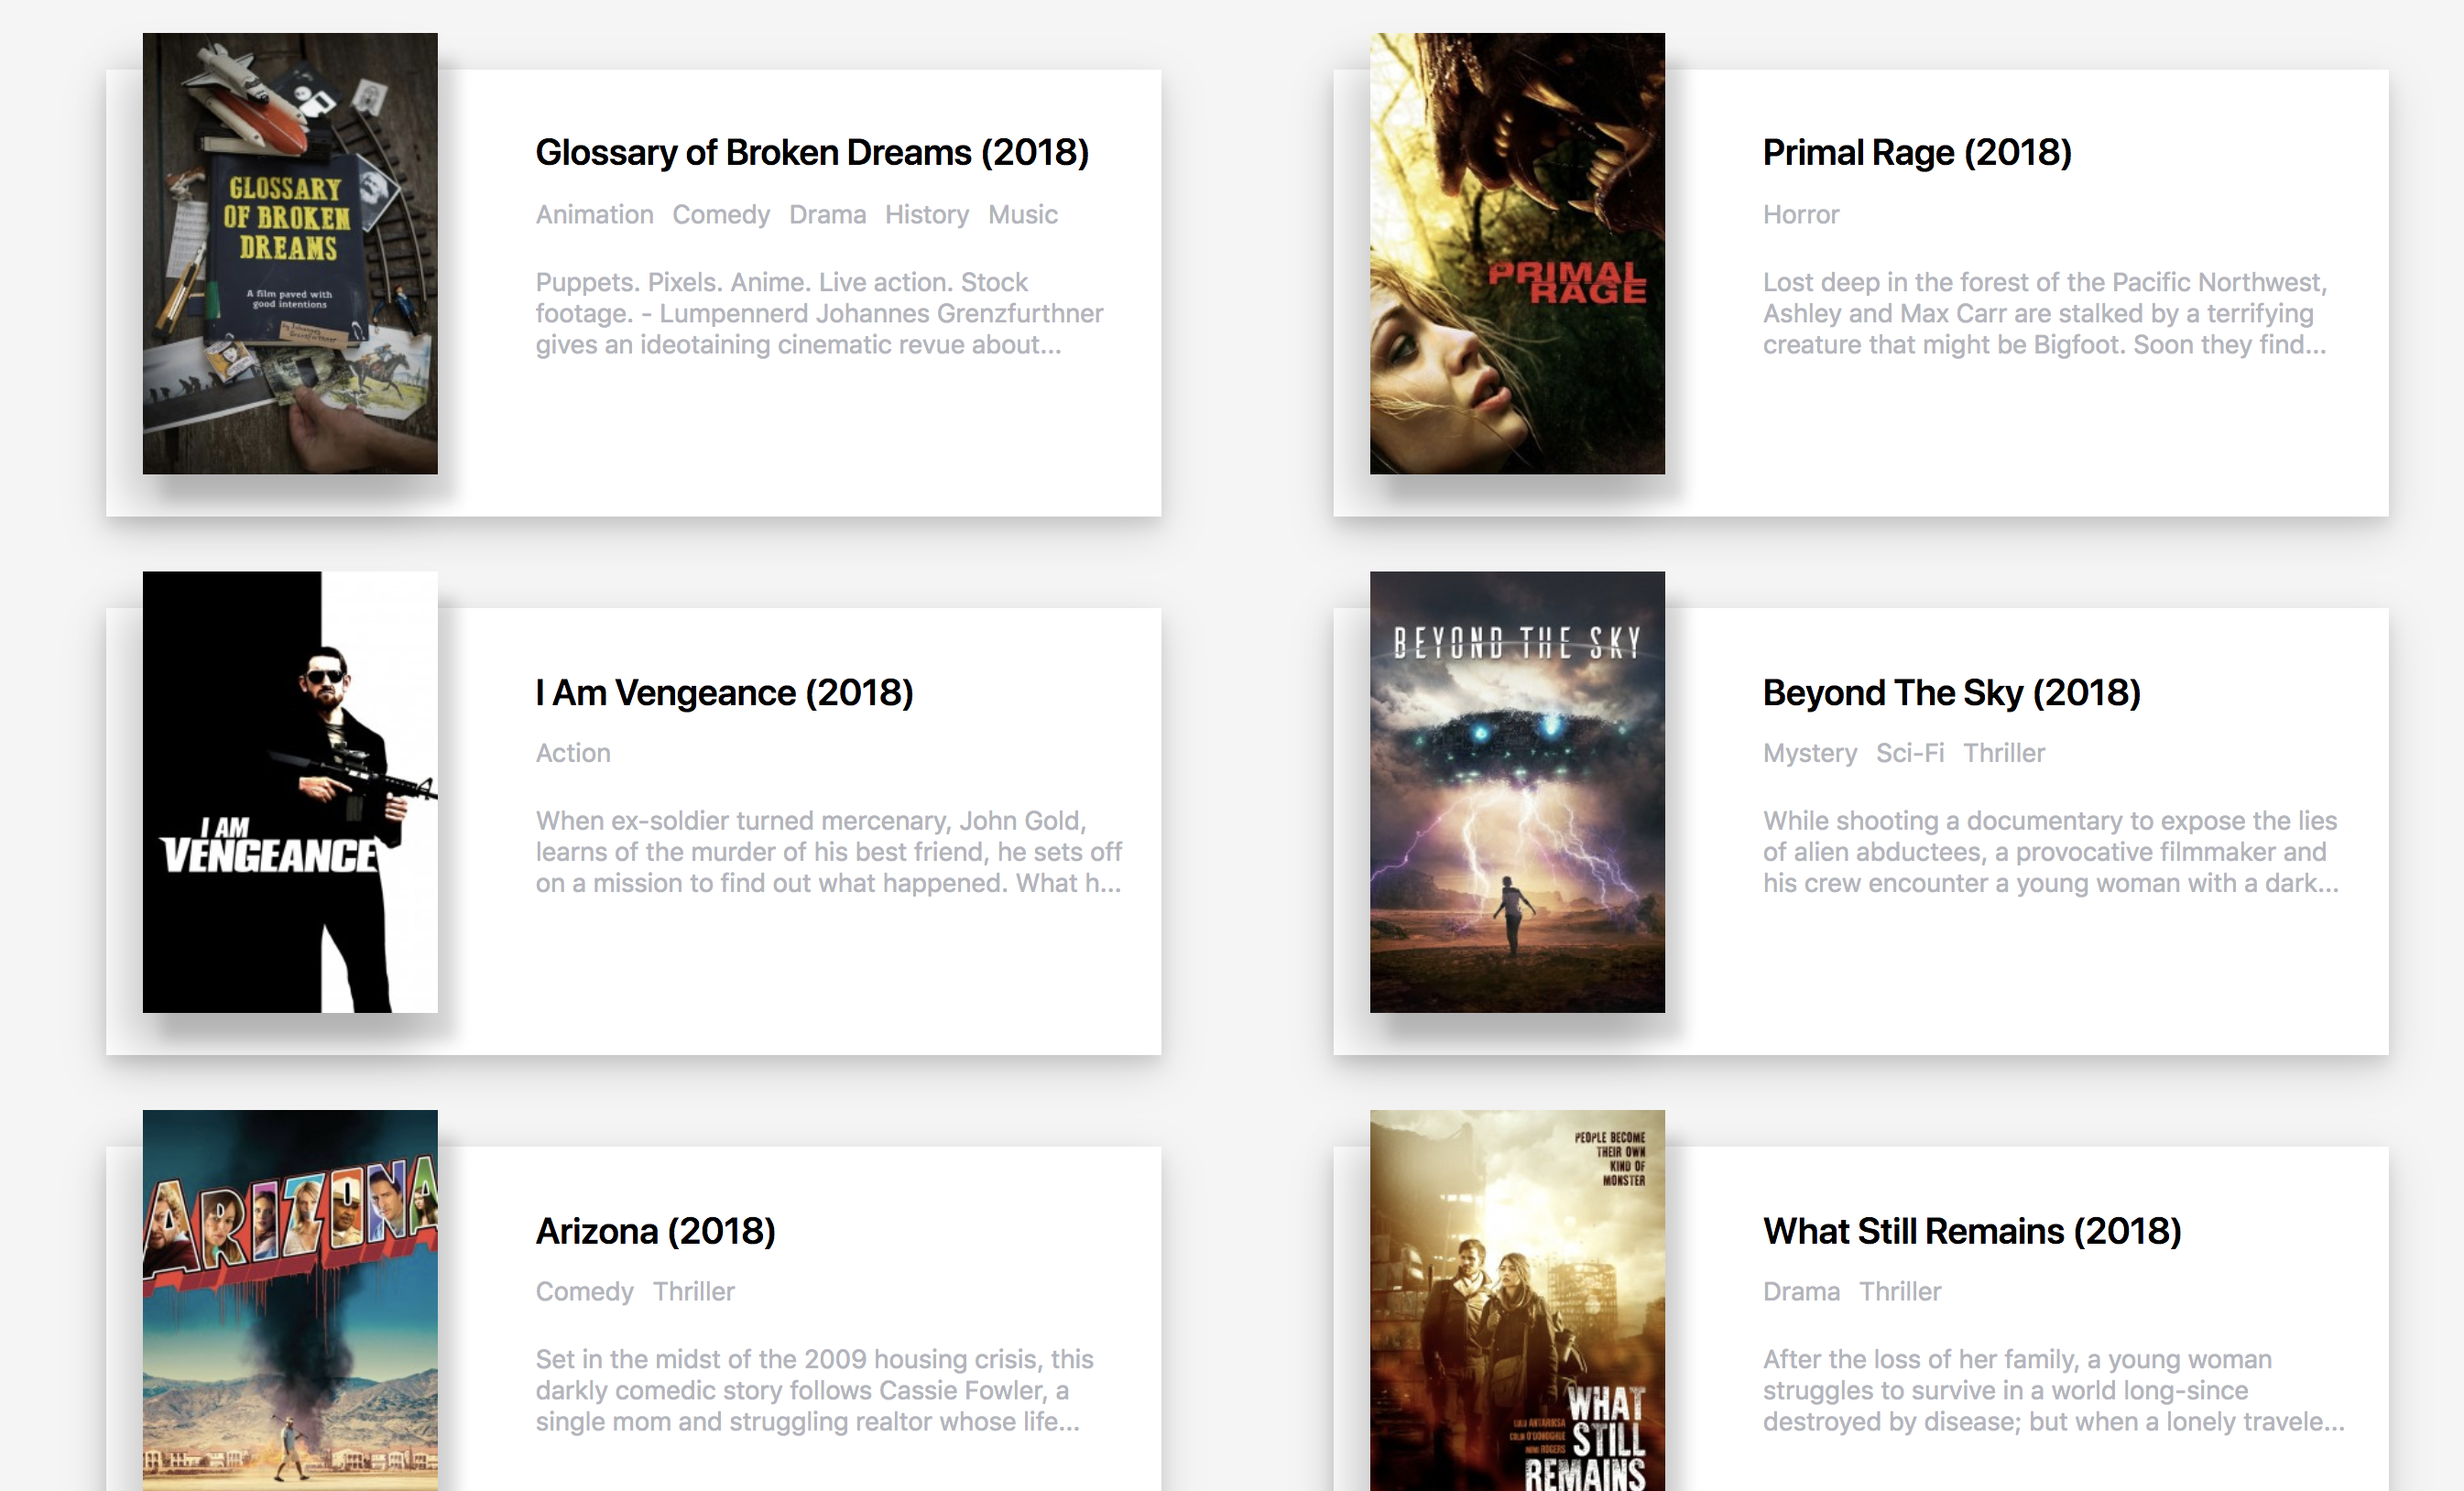 GLOSSARY
OF BROKEN
DREAMS
A film paved with
good intentions
Glossary of Broken Dreams (2018)
Animation Comedy Drama History Music
Puppets. Pixels. Anime. Live action. Stock
footage. - Lumpennerd Johannes Grenzfurthner
gives an ideotaining cinematic revue about...
PRIMAL
RAGE
Primal Rage (2018)
Horror
Lost deep in the forest of the Pacific Northwest,
Ashley and Max Carr are stalked by a terrifying
creature that might be Bigfoot. Soon they find...
I AM
VENGEANCE
I Am Vengeance (2018)
Action
When ex-soldier turned mercenary, John Gold,
learns of the murder of his best friend, he sets off
on a mission to find out what happened. What h...
BEYOND THE SKY
Beyond The Sky (2018)
Mystery Sci-Fi Thriller
While shooting a documentary to expose the lies
of alien abductees, a provocative filmmaker and
his crew encounter a young woman with a dark...
ARIZONA
Arizona (2018)
Comedy Thriller
Set in the midst of the 2009 housing crisis, this
darkly comedic story follows Cassie Fowler, a
single mom and struggling realtor whose life...
PEOPLE BECOME
THEIR OWN
KIND OF
MONSTER
LULU ANTARIKSA
COLIN O'DONOGHUE
MIMI ROGERS
WHAT
STILL
REMAINS
What Still Remains (2018)
Drama Thriller
After the loss of her family, a young woman
struggles to survive in a world long-since
destroyed by disease; but when a lonely travele...